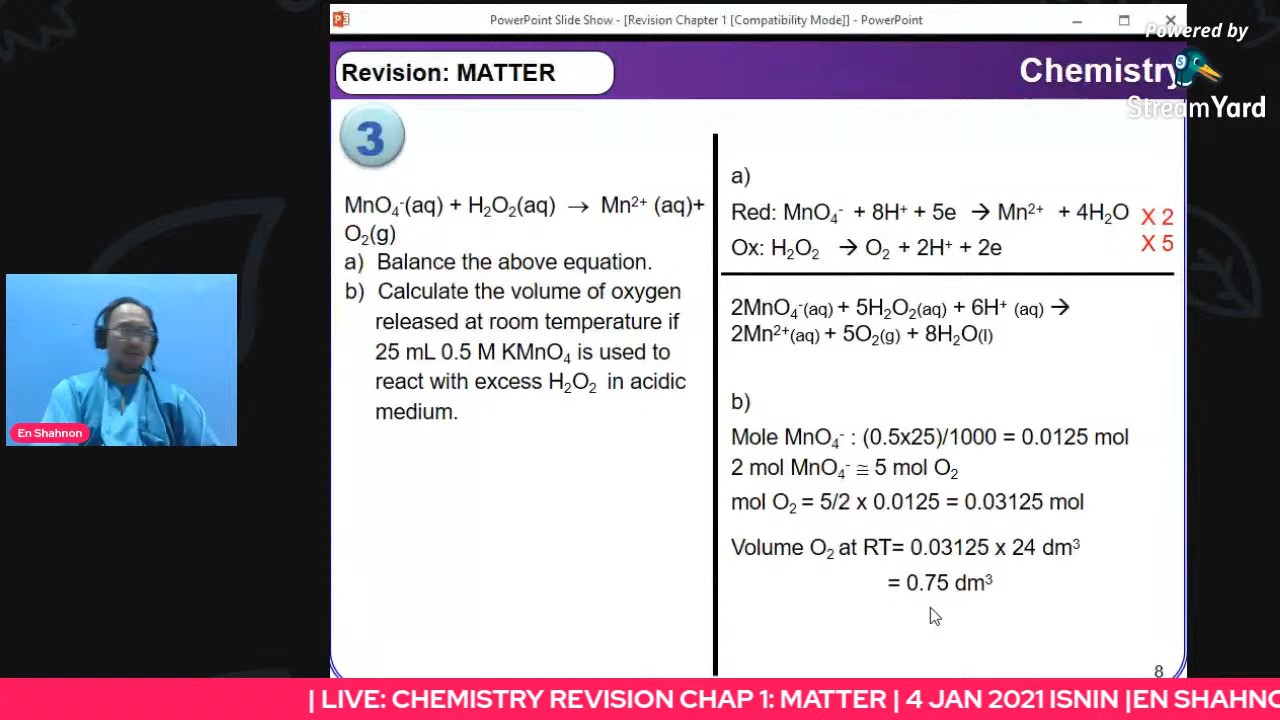 PowerPoint Slide Show - [Revision Chapter 1 [Compatibility Mode]] - PowerPoint
Powered by
StreamYard
Revision: MATTER
Chemistry
3
MnO₄⁻(aq) + H₂O₂(aq) → Mn²⁺ (aq)+
O₂(g)
a) Balance the above equation.
b) Calculate the volume of oxygen
released at room temperature if
25 mL 0.5 M KMnO₄ is used to
react with excess H₂O₂ in acidic
medium.
a)
Red: MnO₄⁻ + 8H⁺ + 5e → Mn²⁺ + 4H₂O X 2
Ox: H₂O₂ → O₂ + 2H⁺ + 2e X 5
2MnO₄⁻(aq) + 5H₂O₂(aq) + 6H⁺ (aq) →
2Mn²⁺(aq) + 5O₂(g) + 8H₂O(l)
b)
Mole MnO₄⁻ : (0.5x25)/1000 = 0.0125 mol
2 mol MnO₄⁻ ≅ 5 mol O₂
mol O₂ = 5/2 x 0.0125 = 0.03125 mol
Volume O₂ at RT= 0.03125 x 24 dm³
= 0.75 dm³
8
En Shahnon
| LIVE: CHEMISTRY REVISION CHAP 1: MATTER | 4 JAN 2021 ISNIN |EN SHAHNO